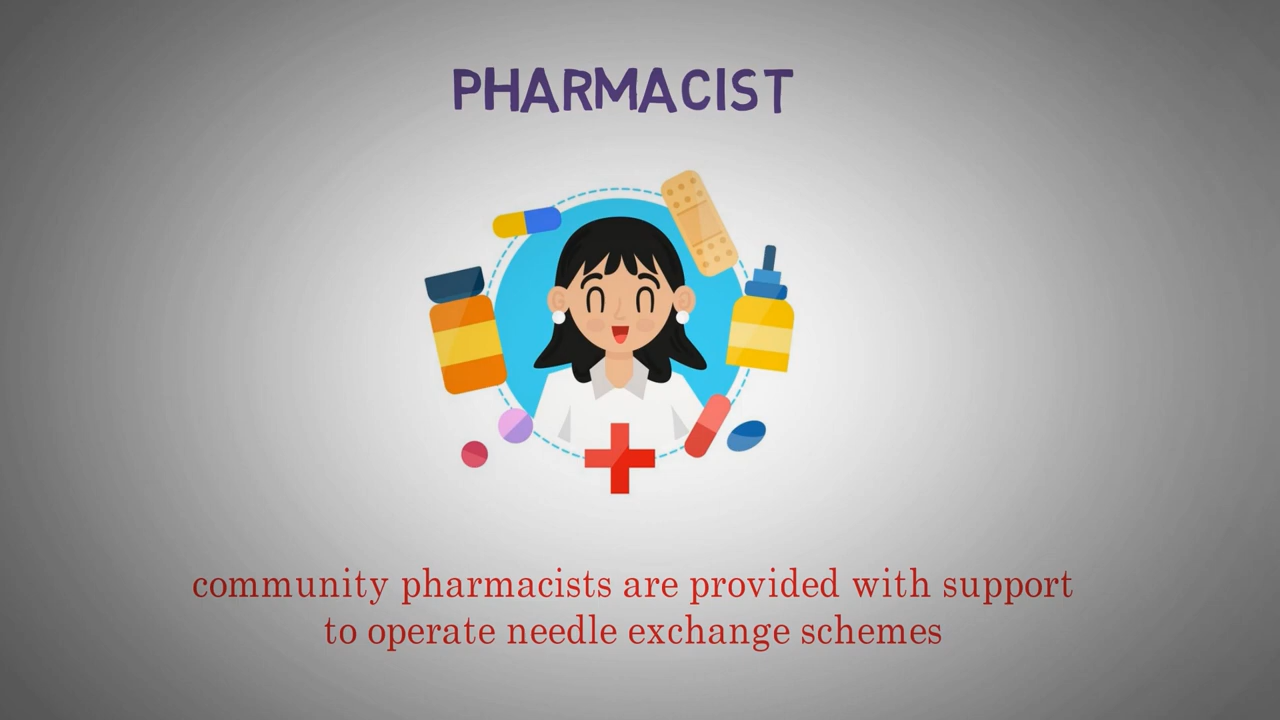 PHARMACIST
community pharmacists are provided with support
to operate needle exchange schemes